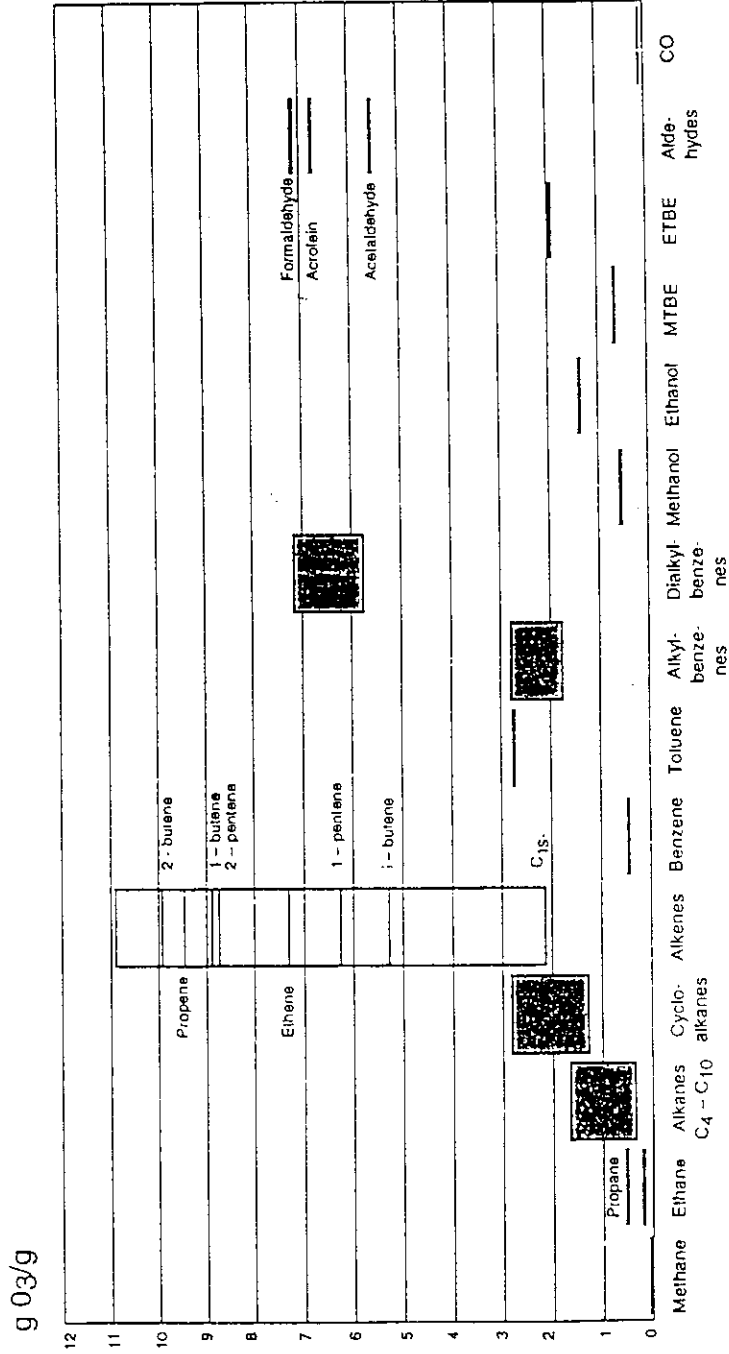 g O3/g
12
11
10
9
8
7
6
5
4
3
2
1
0
Propane
Propene
Ethene
2 - butene
1 - butene
2 - pentene
1 - pentene
i - butene
C15.
Formaldehyde
Acrolein
Acetaldehyde
Methane
Ethane
Alkanes
C4 - C10
Cyclo-
alkanes
Alkenes
Benzene
Toluene
Alkyl-
benze-
nes
Dialkyl-
benze-
nes
Methanol
Ethanol
MTBE
ETBE
Alde-
hydes
CO